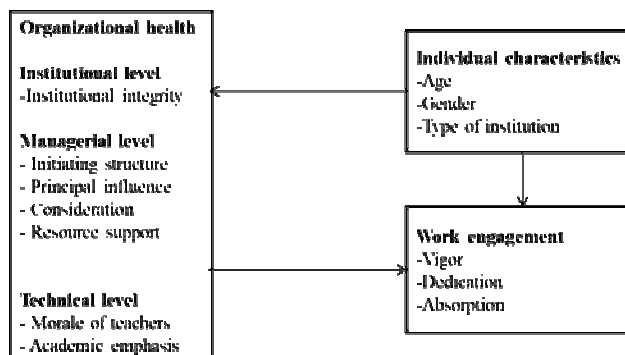 Organizational health
Institutional level
-Institutional integrity
Managerial level
- Initiating structure
- Principal influence
- Consideration
- Resource support
Technical level
- Morale of teachers
- Academic emphasis
Individual characteristics
-Age
-Gender
-Type of institution
Work engagement
-Vigor
-Dedication
-Absorption